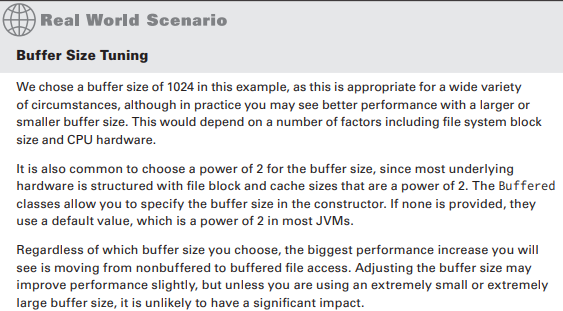 Real World Scenario
Buffer Size Tuning
We chose a buffer size of 1024 in this example, as this is appropriate for a wide variety
of circumstances, although in practice you may see better performance with a larger or
smaller buffer size. This would depend on a number of factors including file system block
size and CPU hardware.
It is also common to choose a power of 2 for the buffer size, since most underlying
hardware is structured with file block and cache sizes that are a power of 2. The Buffered
classes allow you to specify the buffer size in the constructor. If none is provided, they
use a default value, which is a power of 2 in most JVMs.
Regardless of which buffer size you choose, the biggest performance increase you will
see is moving from nonbuffered to buffered file access. Adjusting the buffer size may
improve performance slightly, but unless you are using an extremely small or extremely
large buffer size, it is unlikely to have a significant impact.